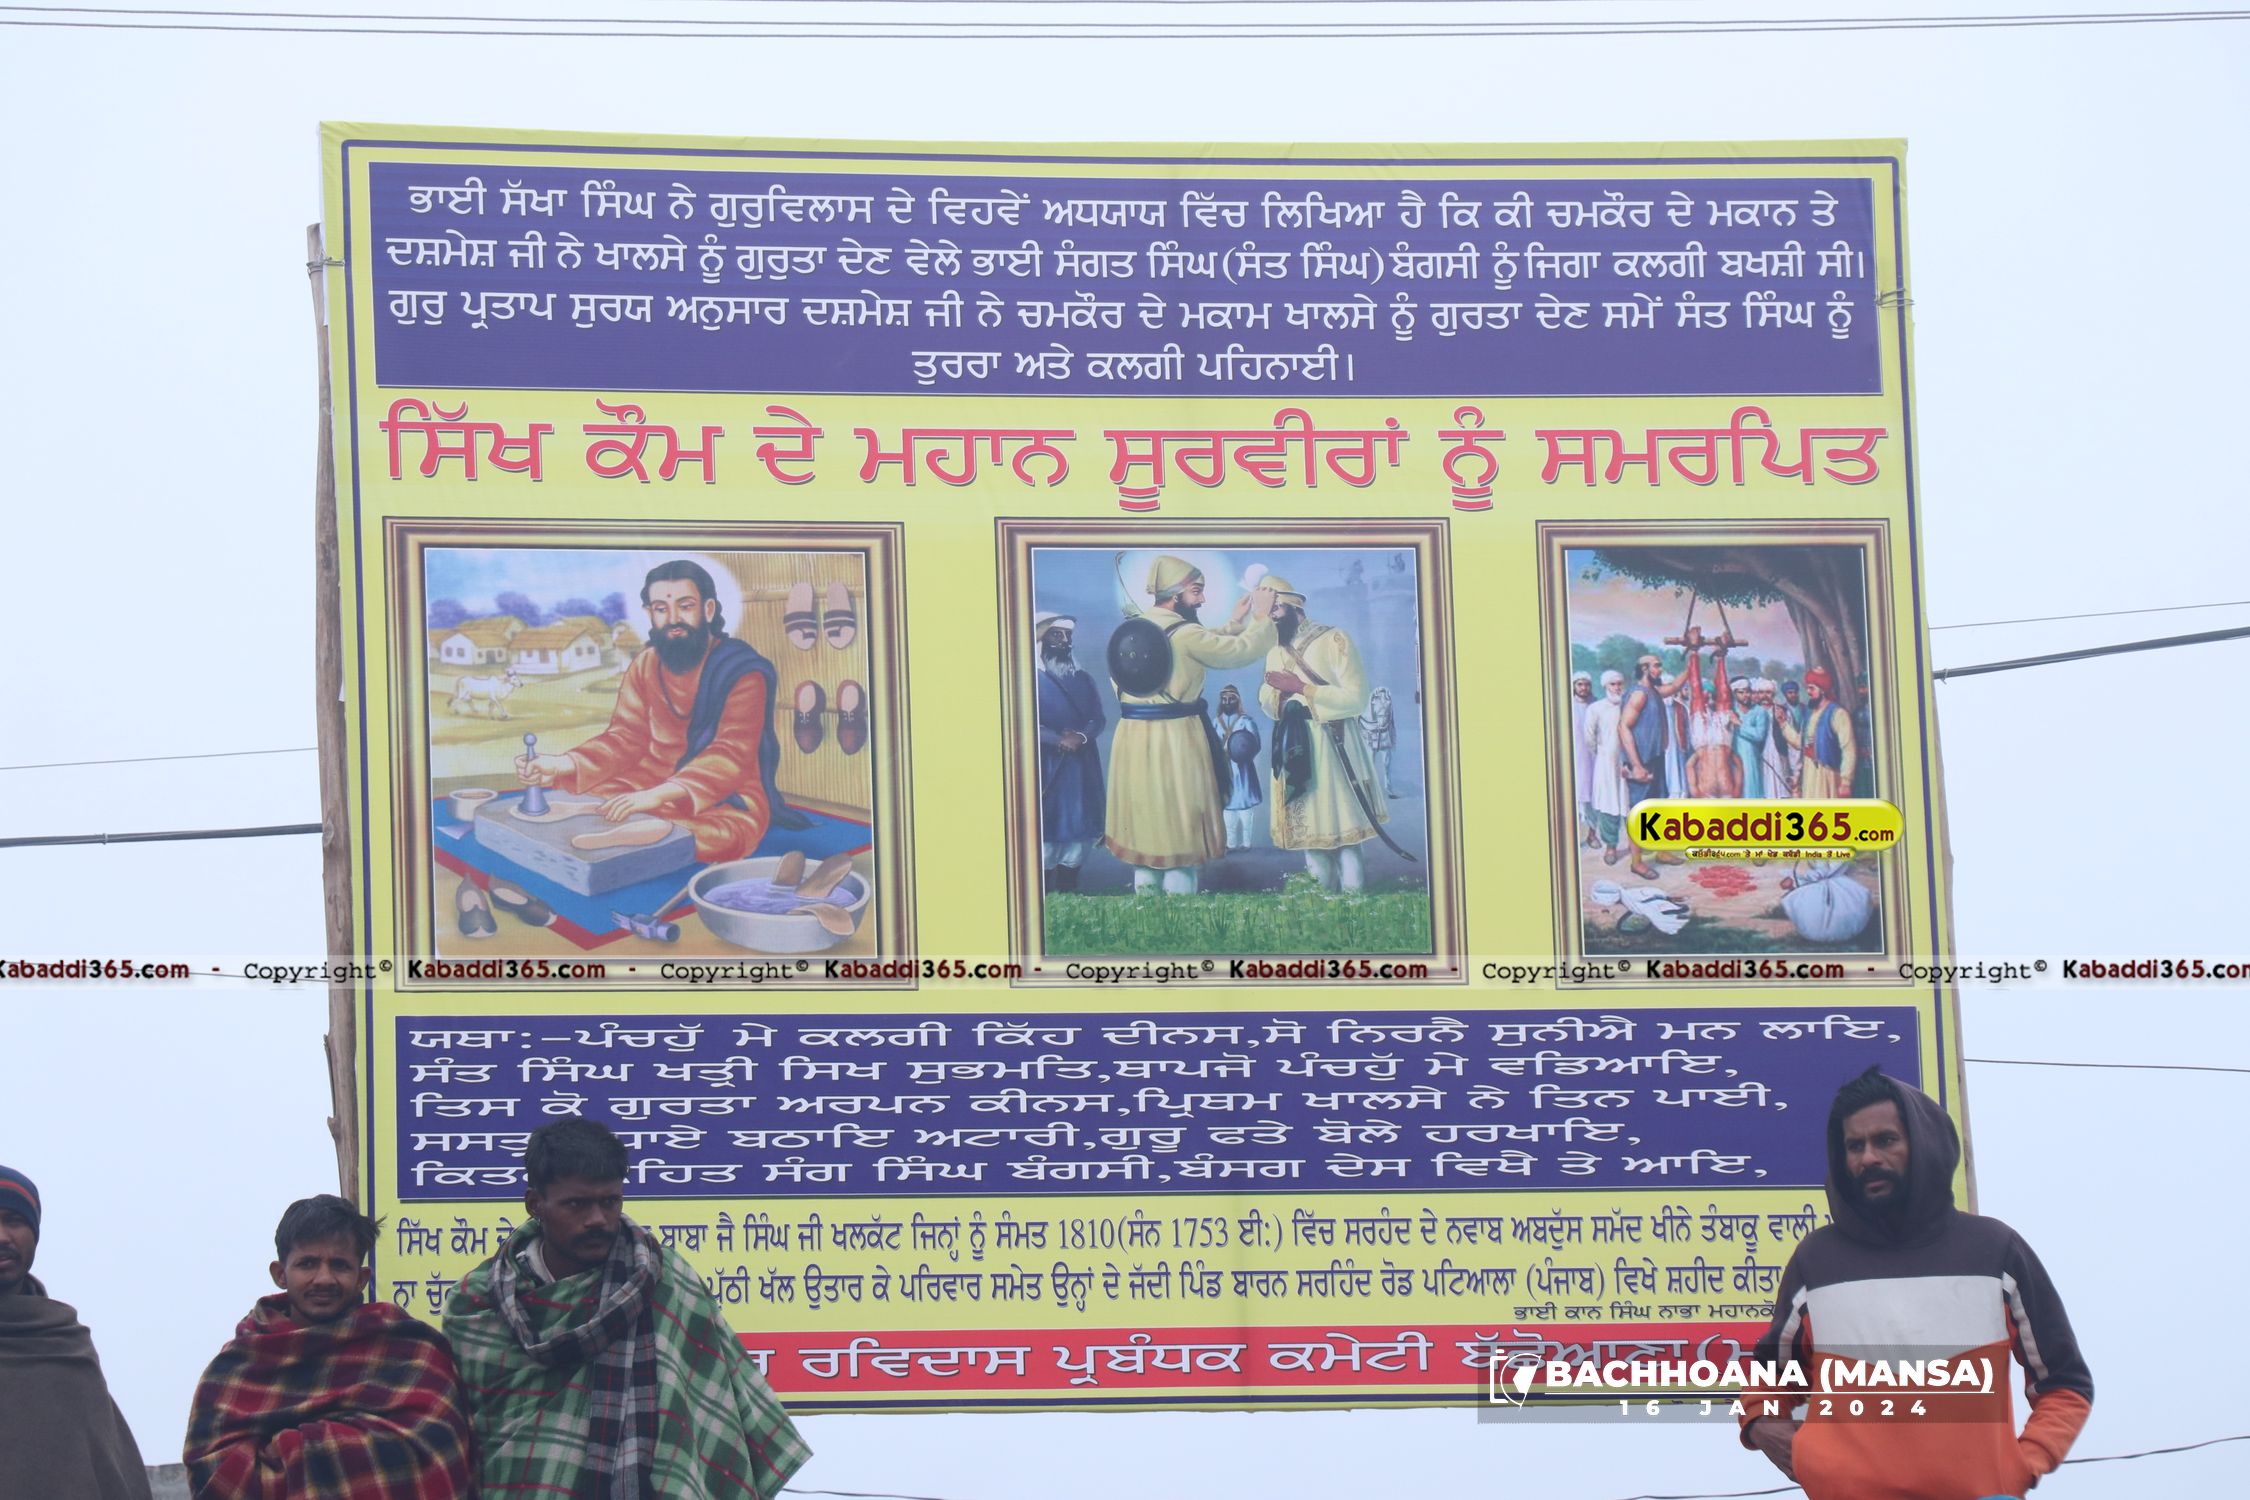 ਭਾਈ ਸੱਖਾ ਸਿੰਘ ਨੇ ਗੁਰੁਵਿਲਾਸ ਦੇ ਵਿਹਵੇਂ ਅਧਯਾਯ ਵਿੱਚ ਲਿਖਿਆ ਹੈ ਕਿ ਕੀ ਚਮਕੌਰ ਦੇ ਮਕਾਨ ਤੇ
ਦਸ਼ਮੇਸ਼ ਜੀ ਨੇ ਖਾਲਸੇ ਨੂੰ ਗੁਰੁਤਾ ਦੇਣ ਵੇਲੇ ਭਾਈ ਸੰਗਤ ਸਿੰਘ(ਸੰਤ ਸਿੰਘ) ਬੰਗਸੀ ਨੂੰ ਜਿਗਾ ਕਲਗੀ ਬਖਸ਼ੀ ਸੀ।
ਗੁਰੁ ਪ੍ਰਤਾਪ ਸੁਰਯ ਅਨੁਸਾਰ ਦਸ਼ਮੇਸ਼ ਜੀ ਨੇ ਚਮਕੌਰ ਦੇ ਮਕਾਮ ਖਾਲਸੇ ਨੂੰ ਗੁਰਤਾ ਦੇਣ ਸਮੇਂ ਸੰਤ ਸਿੰਘ ਨੂੰ
ਤੁਰਰਾ ਅਤੇ ਕਲਗੀ ਪਹਿਨਾਈ।
ਸਿੱਖ ਕੌਮ ਦੇ ਮਹਾਨ ਸੂਰਵੀਰਾਂ ਨੂੰ ਸਮਰਪਿਤ
Kabaddi365.com
Kabaddi365.com - Copyright© Kabaddi365.com - Copyright© Kabaddi365.com - Copyright© Kabaddi365.com - Copyright© Kabaddi365.com - Copyright© Kabaddi365.com
ਯਥਾ:-ਪੰਚਹੁੱ ਮੇ ਕਲਗੀ ਕਿੱਹ ਦੀਨਸ,ਸੋ ਨਿਰਨੈ ਸੁਨੀਐ ਮਨ ਲਾਇ,
ਸੰਤ ਸਿੰਘ ਖਤ੍ਰੀ ਸਿਖ ਸੁਭਮਤਿ,ਥਾਪਜੋ ਪੰਚਹੁੱ ਮੇ ਵਡਿਆਇ,
ਤਿਸ ਕੋ ਗੁਰਤਾ ਅਰਪਨ ਕੀਨਸ,ਪ੍ਰਿਥਮ ਖਾਲਸੇ ਨੇ ਤਿਨ ਪਾਈ,
ਬਠਾਇ ਅਟਾਰੀ,ਗੁਰੂ ਫਤੇ ਬੋਲੇ ਹਰਖਾਇ,
ਸੰਗ ਸਿੰਘ ਬੰਗਸੀ,ਬੰਸਗ ਦੇਸ ਵਿਖੈ ਤੇ ਆਇ,
ਸਿੱਖ ਕੌਮ ਦੇ ਬਾਬਾ ਜੈ ਸਿੰਘ ਜੀ ਖਲਕੱਟ ਜਿਨ੍ਹਾਂ ਨੂੰ ਸੰਮਤ 1810(ਸੰਨ 1753 ਈ:) ਵਿੱਚ ਸਰਹੰਦ ਦੇ ਨਵਾਬ ਅਬਦੁੱਸ ਸਮੱਦ ਖੀਨੇ ਤੰਬਾਕੂ ਵਾਲੀ
ਨਾ ਪੁੱਠੀ ਖੱਲ ਉਤਾਰ ਕੇ ਪਰਿਵਾਰ ਸਮੇਤ ਉਨ੍ਹਾਂ ਦੇ ਜੱਦੀ ਪਿੰਡ ਬਾਰਨ ਸਰਹਿੰਦ ਰੋਡ ਪਟਿਆਲਾ (ਪੰਜਾਬ) ਵਿਖੇ ਸ਼ਹੀਦ ਕੀਤਾ
ਭਾਈ ਕਾਨ ਸਿੰਘ ਨਾਭਾ
ਰਵਿਦਾਸ ਪ੍ਰਬੰਧਕ ਕਮੇਟੀ ਬੱਛੋਆਣਾ
BACHHOANA (MANSA)
16 JAN 2024